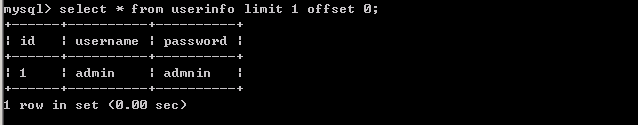 mysql> select * from userinfo limit 1 offset 0;
+------+----------+----------+
| id   | username | password |
+------+----------+----------+
| 1    | admin    | admnin   |
+------+----------+----------+
1 row in set (0.00 sec)